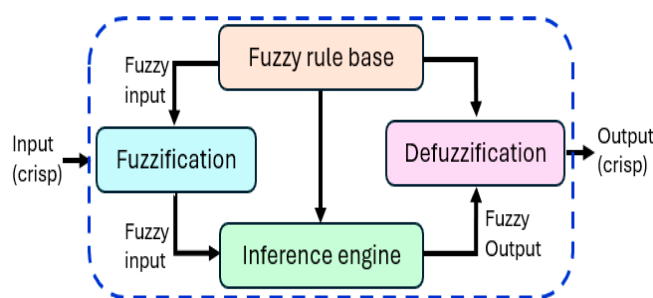 Fuzzy rule base
Fuzzy
input
Input
(crisp)
Fuzzification
Defuzzification
Output
(crisp)
Fuzzy
input
Inference engine
Fuzzy
Output